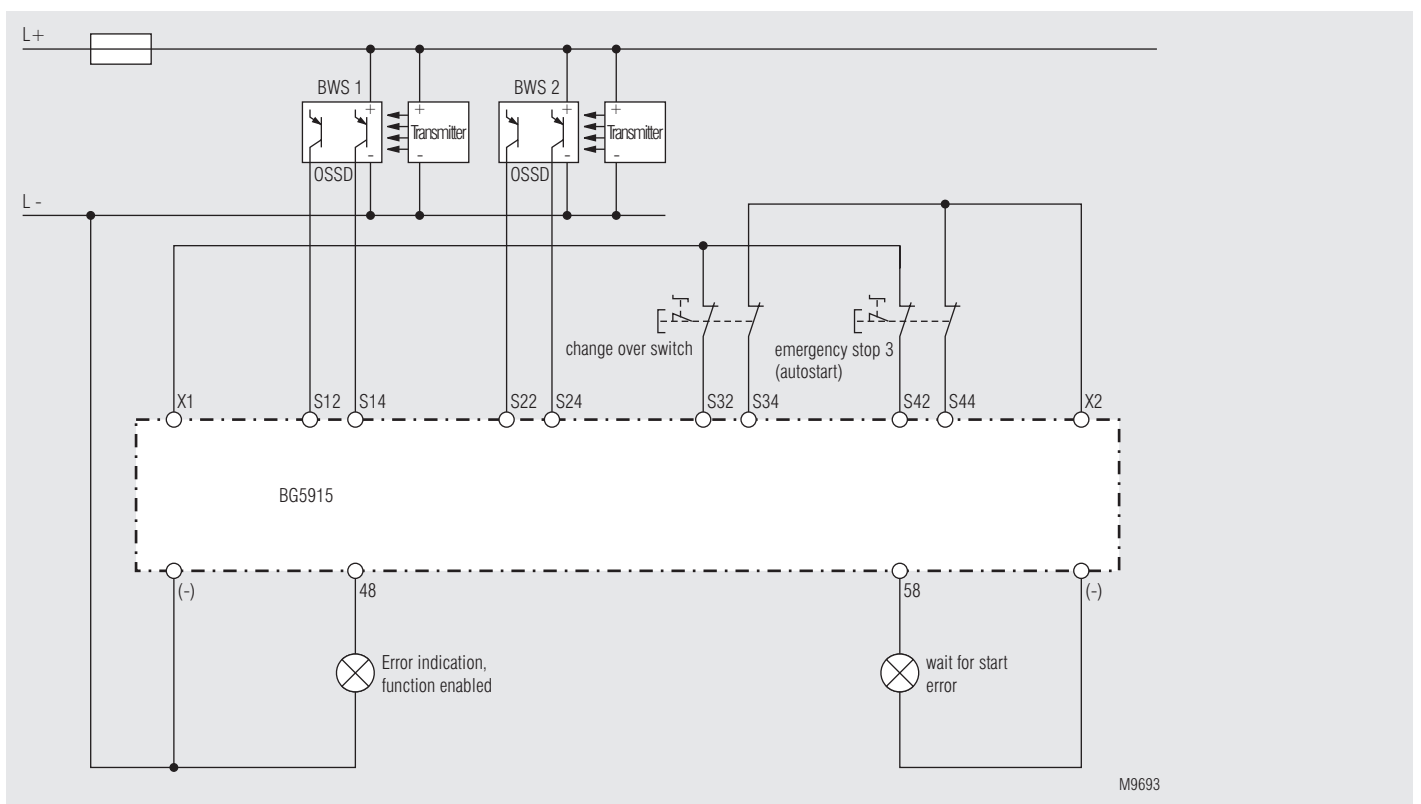 L+
BWS 1
BWS 2
+ + + +
Transmitter Transmitter
- - - -
OSSD OSSD
L -
change over switch
emergency stop 3
(autostart)
X1 S12 S14 S22 S24 S32 S34 S42 S44 X2
BG5915
(-) 48 58 (-)
Error indication,
function enabled
wait for start
error
M9693